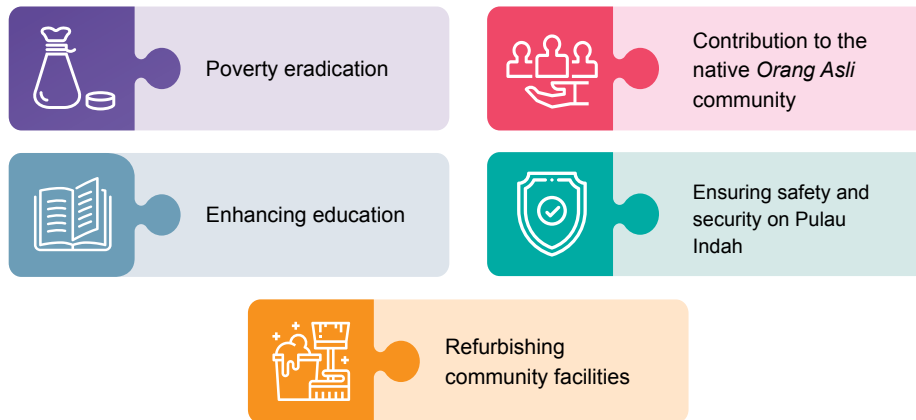 Poverty eradication
Contribution to the
native Orang Asli
community
Enhancing education
Ensuring safety and
security on Pulau
Indah
Refurbishing
community facilities